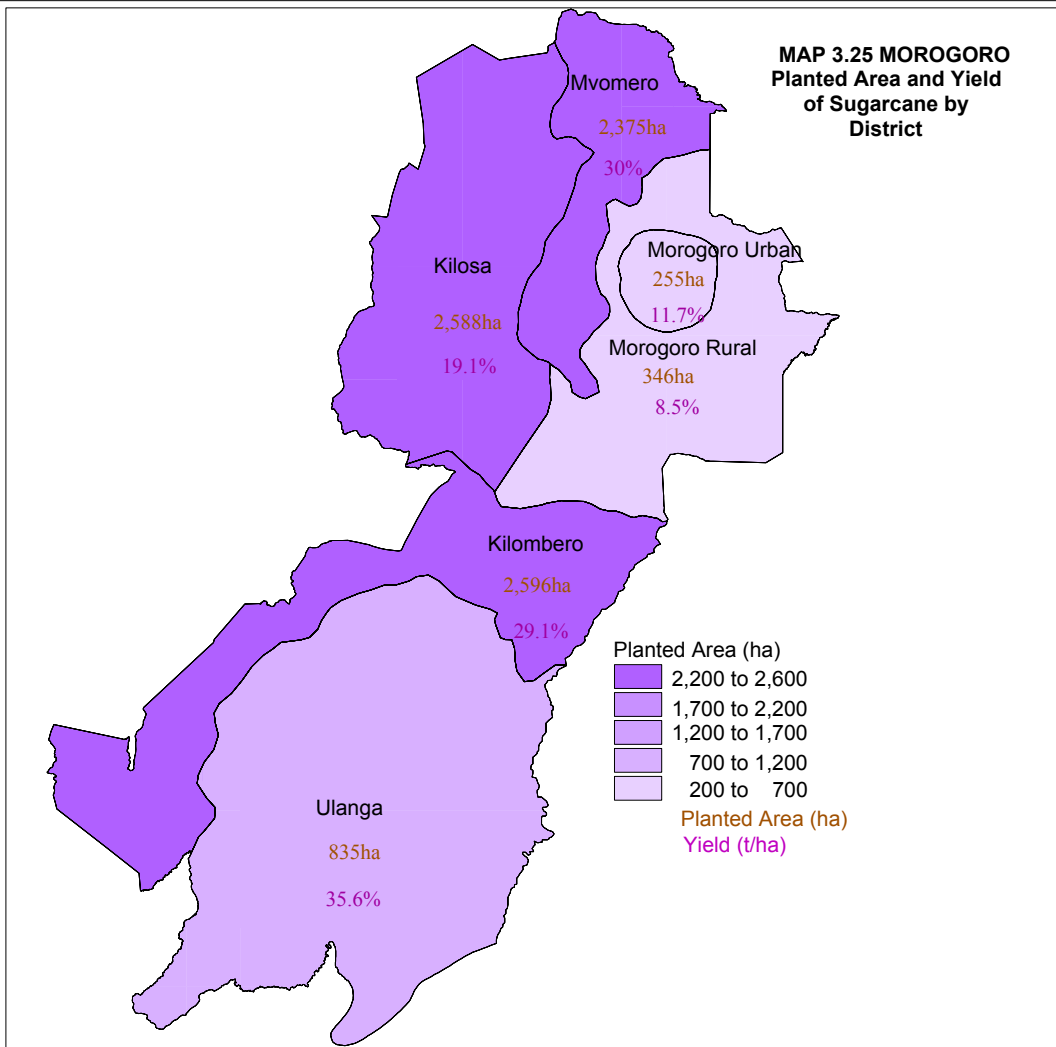 MAP 3.25 MOROGORO
Planted Area and Yield
of Sugarcane by
District
Mvomero
2,375ha
30%
Morogoro Urban
255ha
11.7%
Kilosa
2,588ha
19.1%
Morogoro Rural
346ha
8.5%
Kilombero
2,596ha
29.1%
Ulanga
835ha
35.6%
Planted Area (ha)
2,200 to 2,600
1,700 to 2,200
1,200 to 1,700
700 to 1,200
200 to 700
Planted Area (ha)
Yield (t/ha)